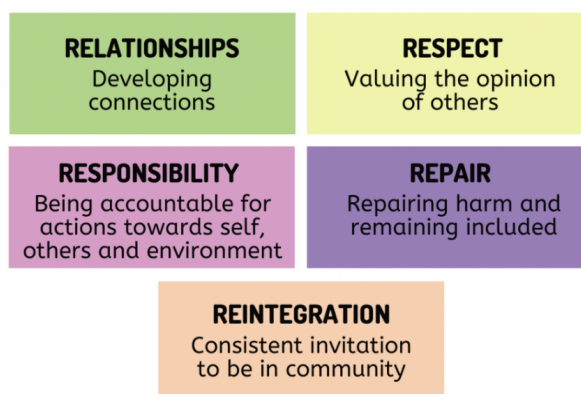 RELATIONSHIPS
Developing
connections
RESPECT
Valuing the opinion
of others
RESPONSIBILITY
Being accountable for
actions towards self,
others and environment
REPAIR
Repairing harm and
remaining included
REINTEGRATION
Consistent invitation
to be in community